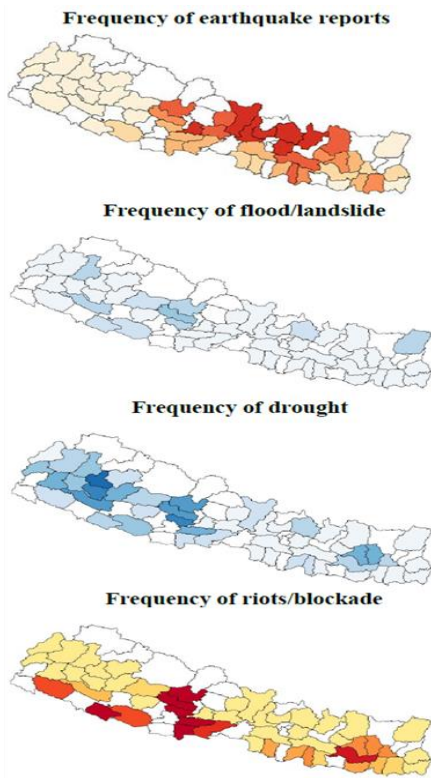 Frequency of earthquake reports
Frequency of flood/landslide
Frequency of drought
Frequency of riots/blockade